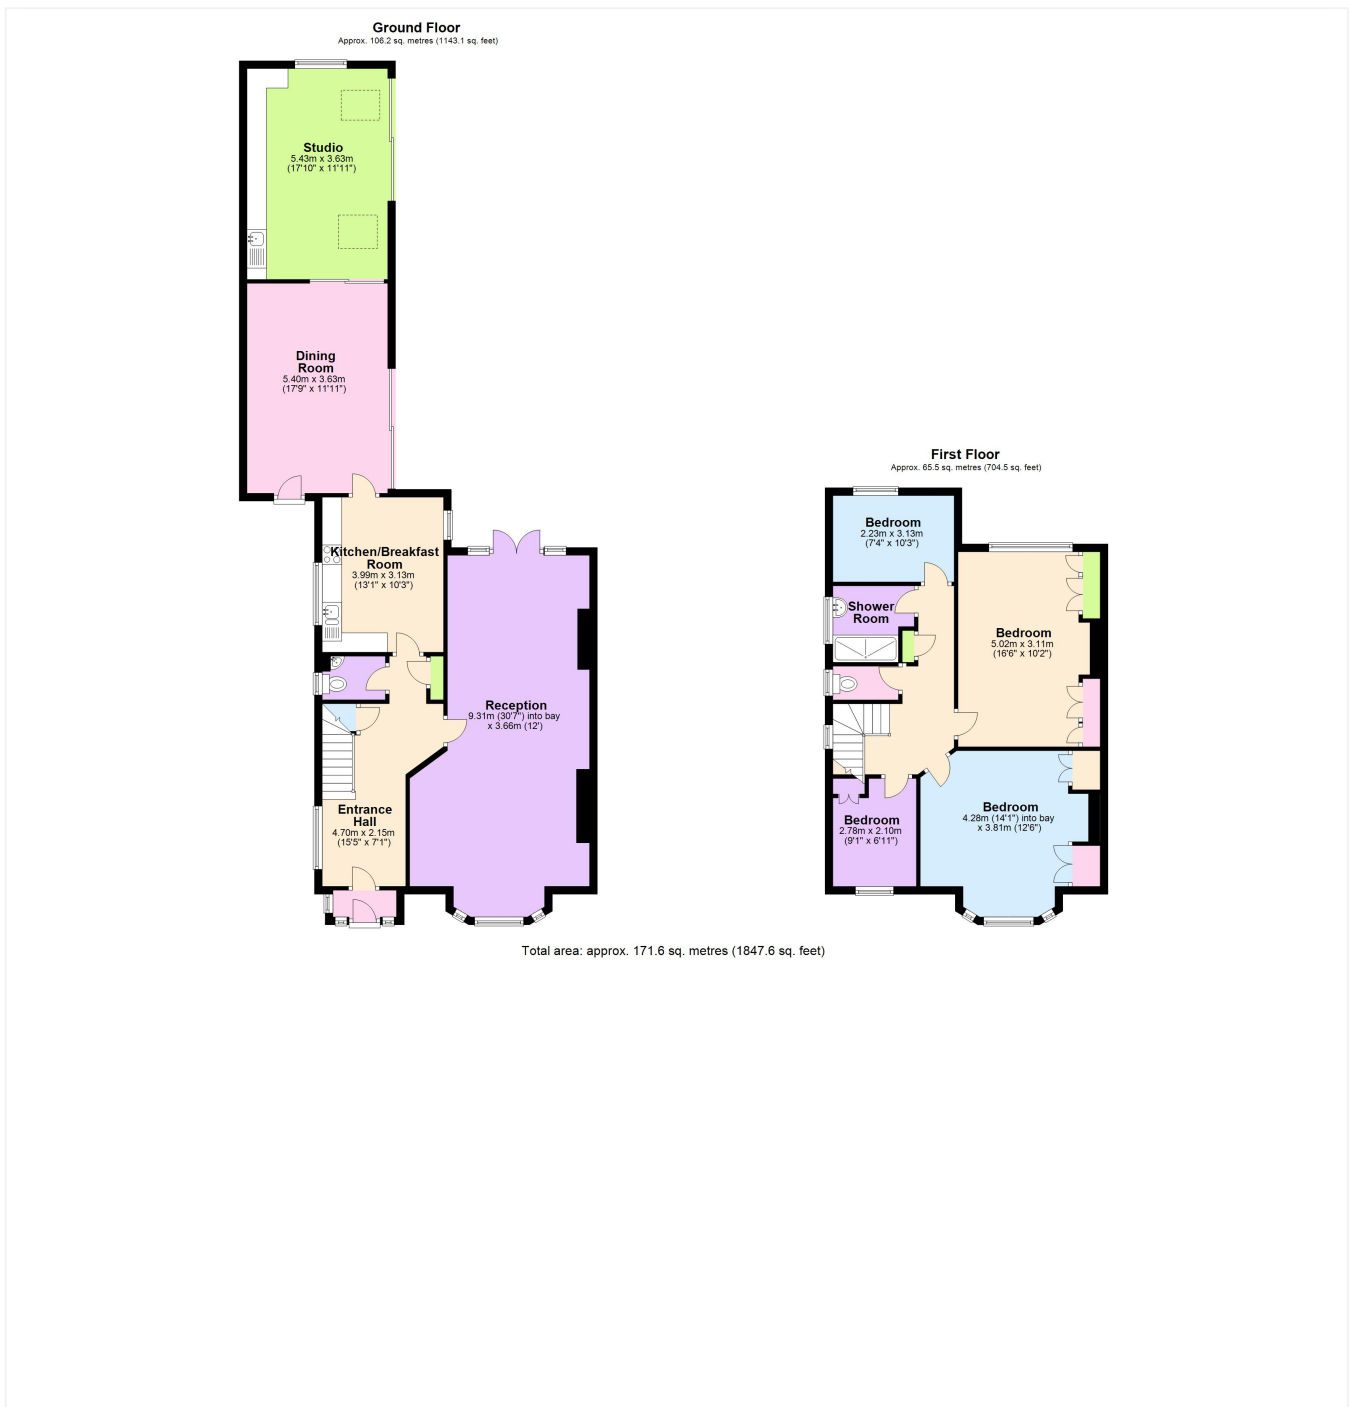 Ground Floor
Approx. 106.2 sq. metres (1143.1 sq. feet)
Studio
5.43m x 3.63m
(17'10" x 11'11")
Dining
Room
5.40m x 3.63m
(17'9" x 11'11")
Kitchen/Breakfast
Room
3.99m x 3.13m
(13'1" x 10'3")
Reception
9.31m (30'7") into bay
x 3.66m (12')
Entrance
Hall
4.70m x 2.15m
(15'5" x 7'1")
First Floor
Approx. 65.5 sq. metres (704.5 sq. feet)
Bedroom
2.23m x 3.13m
(7'4" x 10'3")
Shower
Room
Bedroom
5.02m x 3.11m
(16'6" x 10'2")
Bedroom
4.28m (14'1") into bay
x 3.81m (12'6")
Bedroom
2.78m x 2.10m
(9'1" x 6'11")
Total area: approx. 171.6 sq. metres (1847.6 sq. feet)